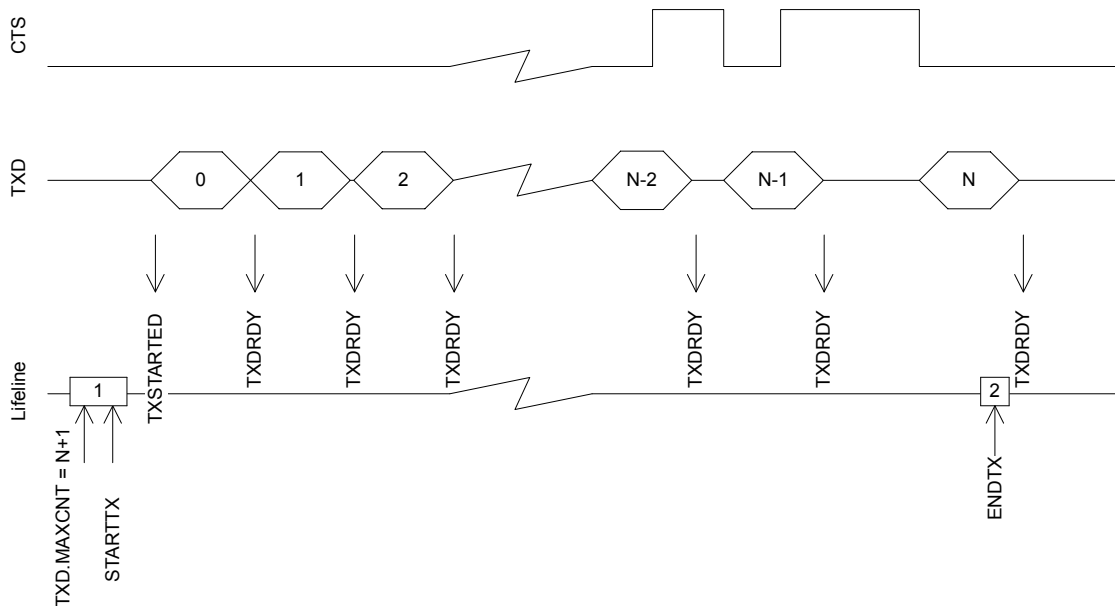 CTS
TXD
0
1
2
N-2
N-1
N
TXSTARTED
TXDRDY
TXDRDY
TXDRDY
TXDRDY
TXDRDY
TXDRDY
Lifeline
1
2
TXD.MAXCNT = N+1
STARTTX
ENDTX